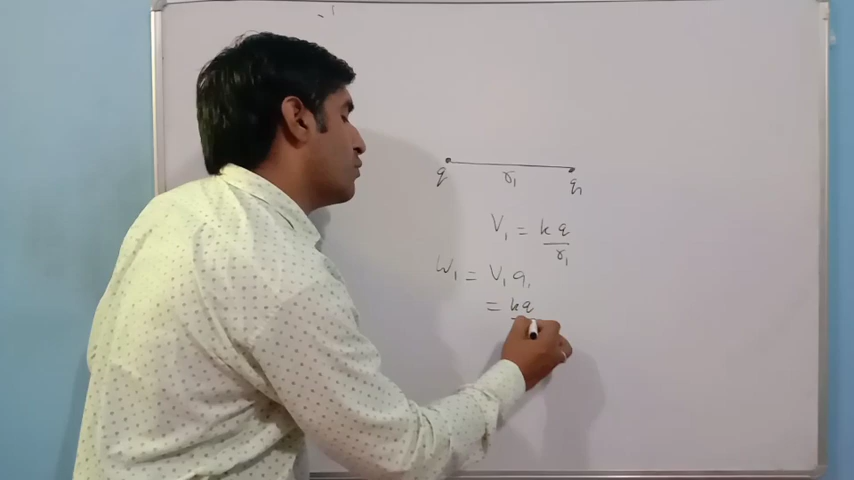 q r₁ q₁
V₁ = kq/r₁
W₁ = V₁ q₁
= kq